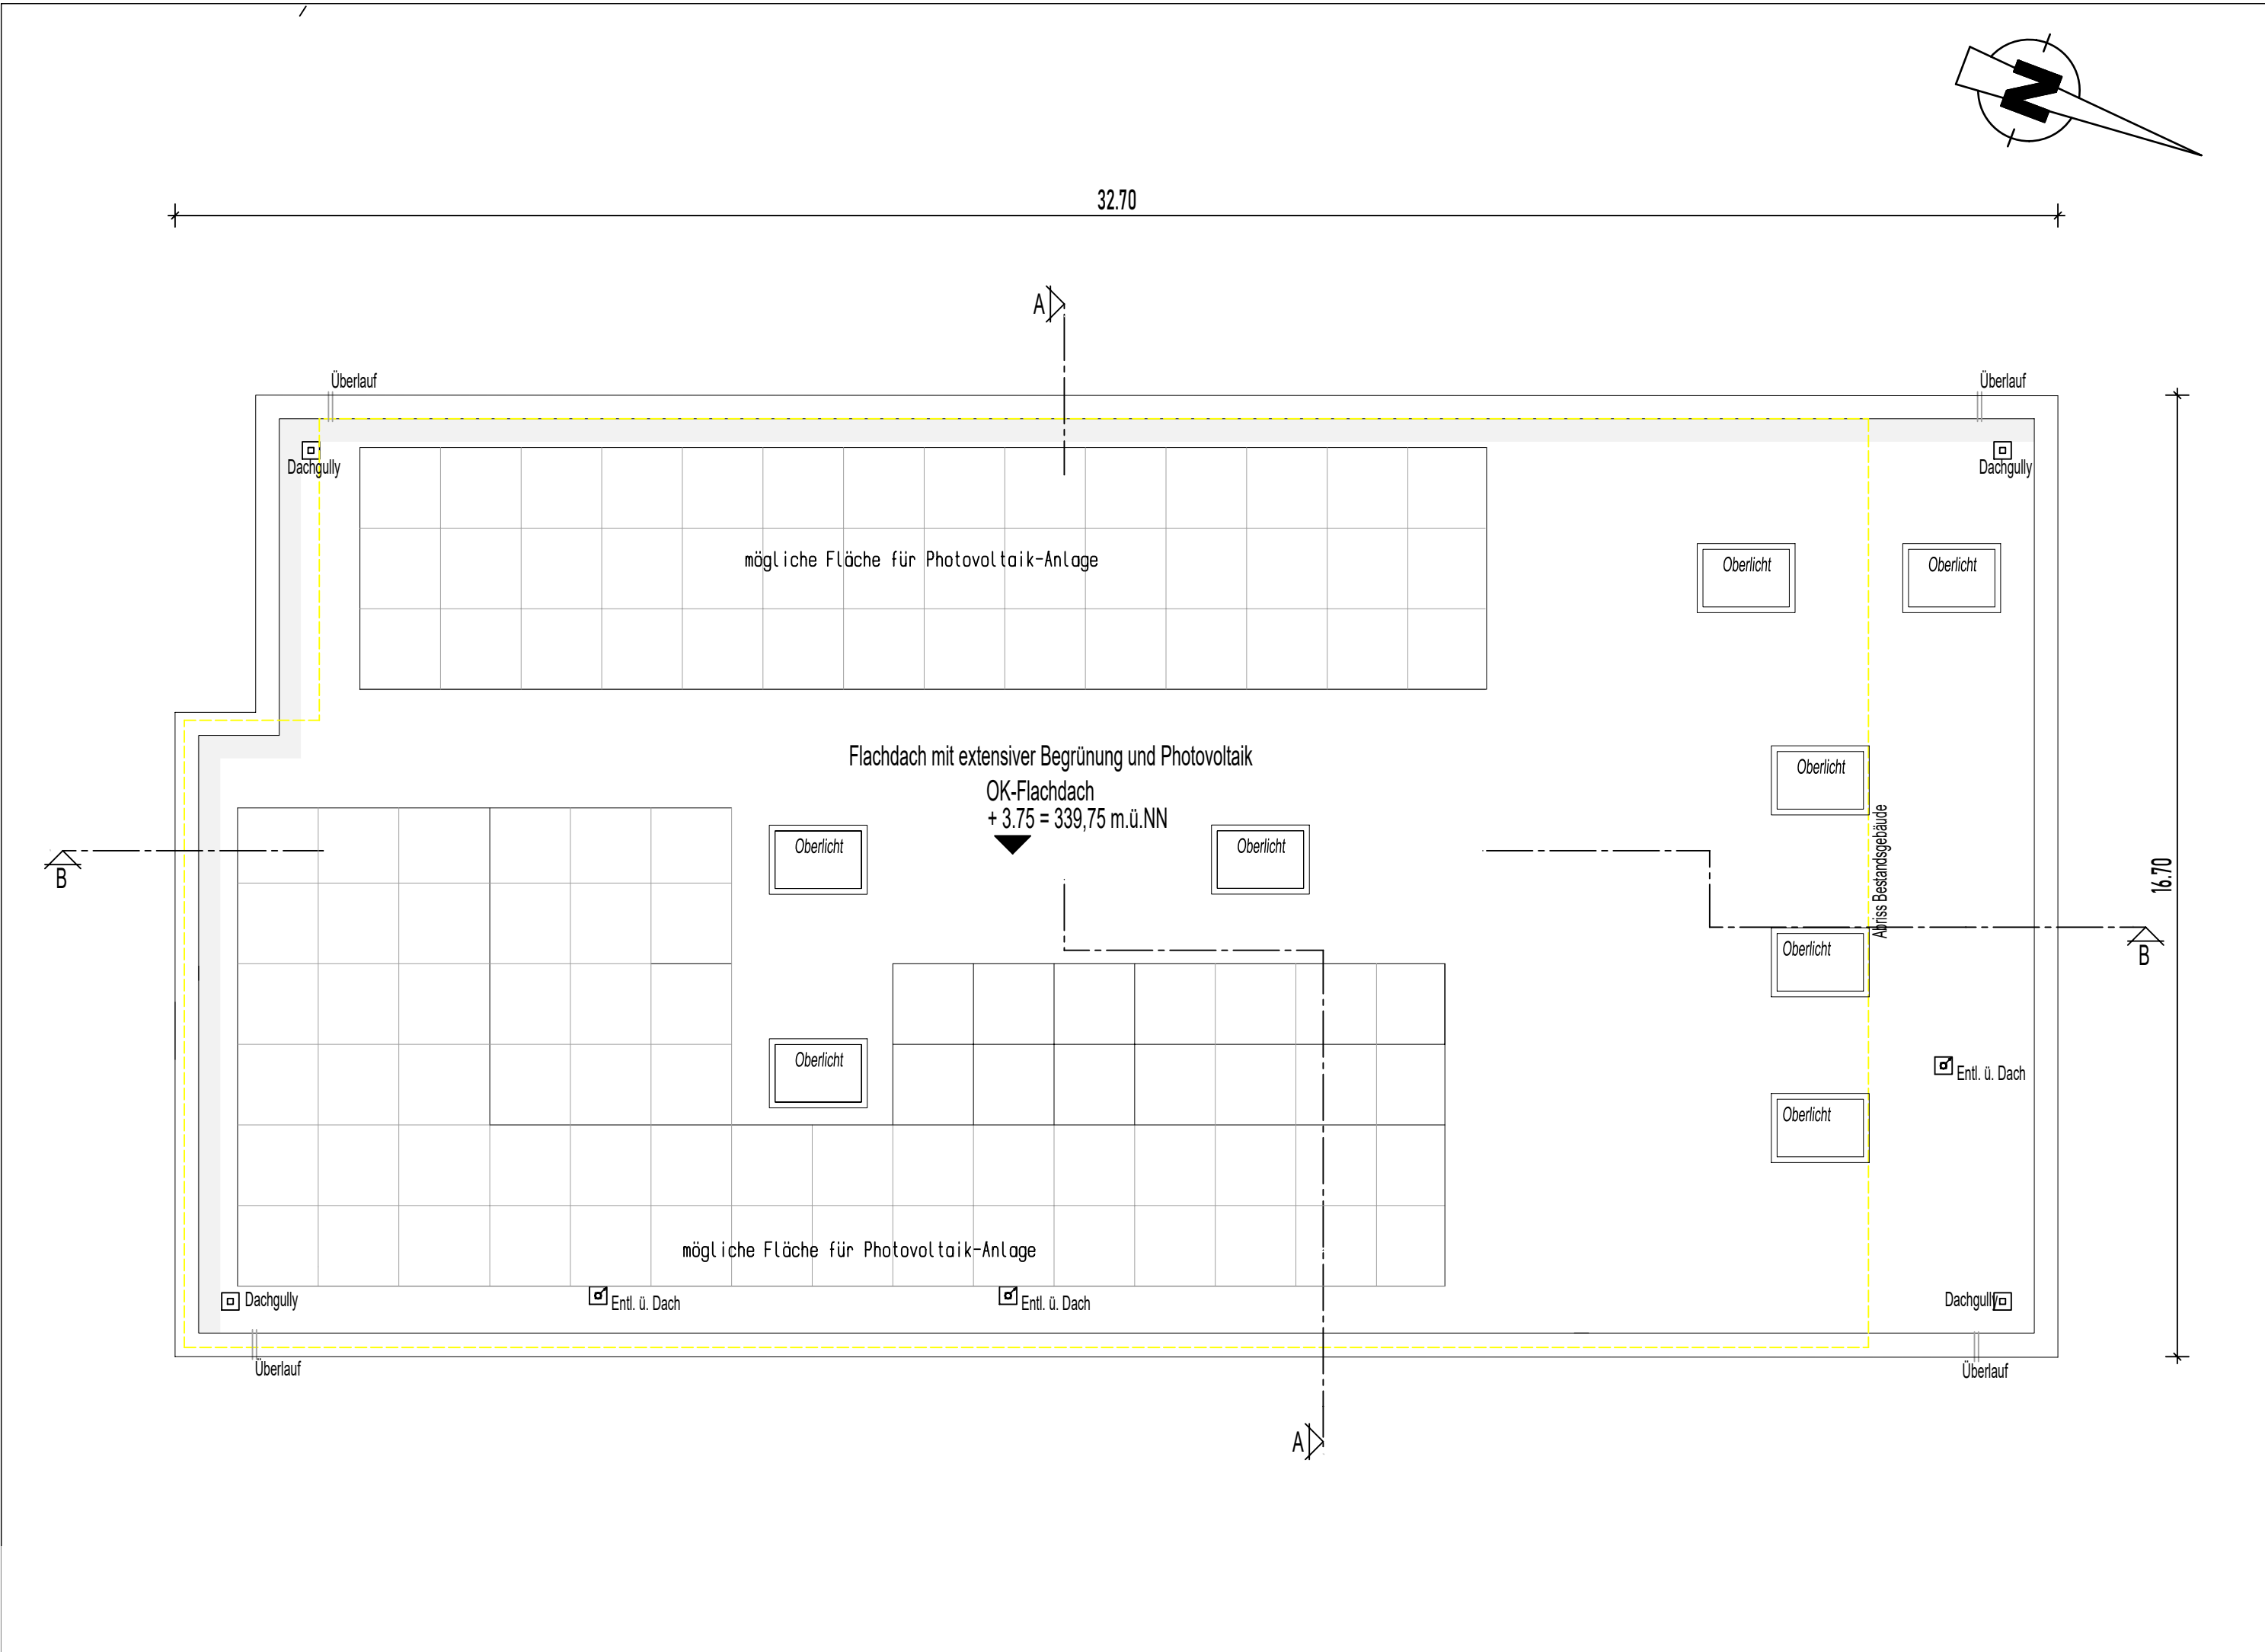 N
32.70
A
Überlauf
Überlauf
Dachgully
Dachgully
mögliche Fläche für Photovoltaik-Anlage
Oberlicht
Oberlicht
Flachdach mit extensiver Begrünung und Photovoltaik
OK-Flachdach
+ 3.75 = 339,75 m.ü.NN
Oberlicht
Oberlicht
Oberlicht
Abriss Bestandsgebäude
16.70
B
B
Oberlicht
Oberlicht
Entl. ü. Dach
Oberlicht
mögliche Fläche für Photovoltaik-Anlage
Dachgully
Entl. ü. Dach
Entl. ü. Dach
Dachgully
Überlauf
Überlauf
A